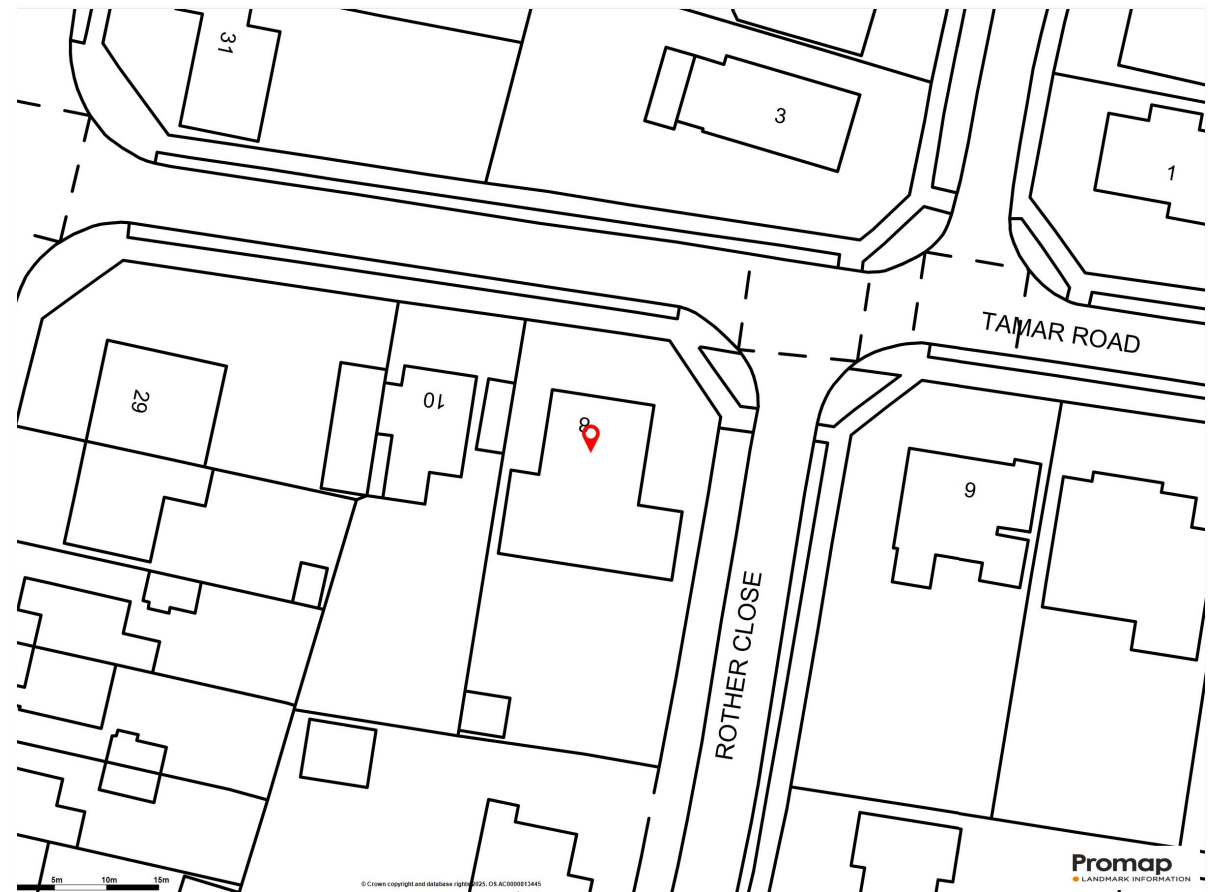 31
3
1
TAMAR ROAD
29
10
8
9
ROTHER CLOSE
5m 10m 15m
© Crown copyright and database rights 2025. OS AC0000813445
Promap
LANDMARK INFORMATION